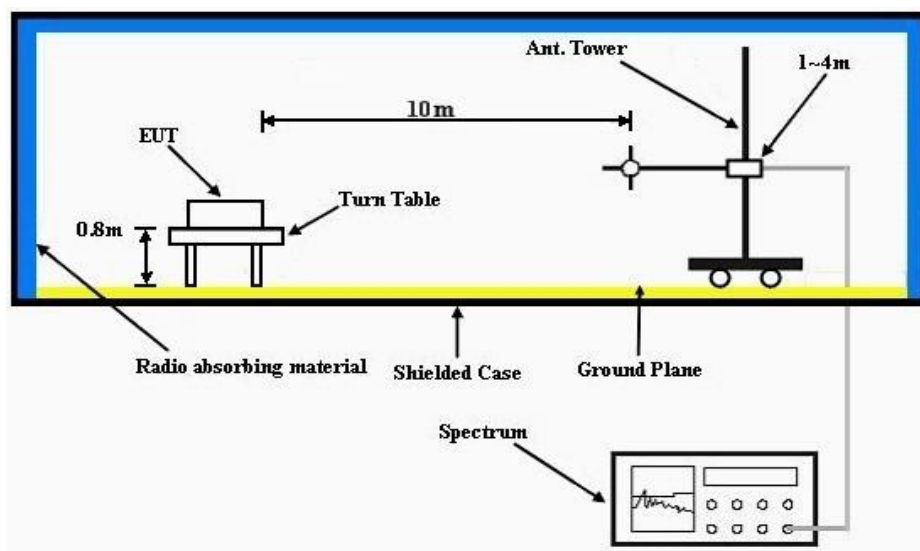 Ant. Tower
1~4m
10m
EUT
Turn Table
0.8m
Radio absorbing material
Shielded Case
Ground Plane
Spectrum